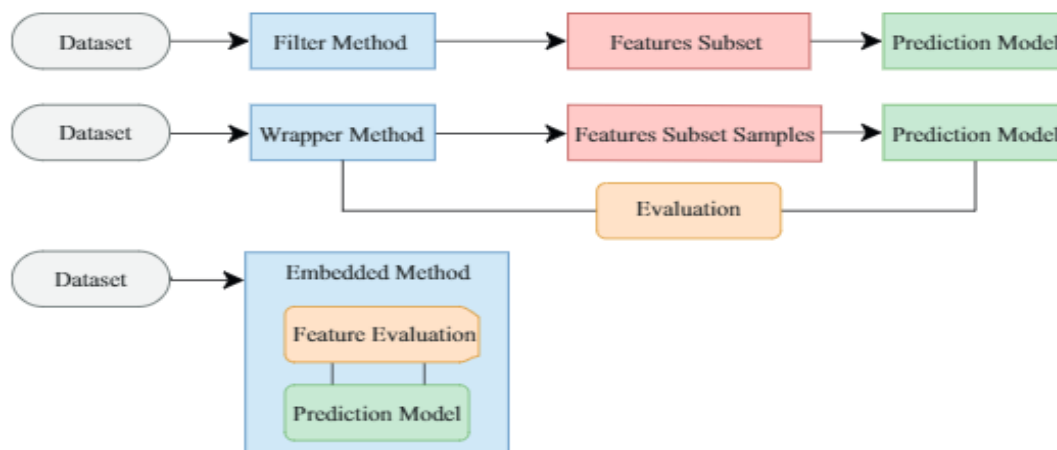 Dataset
Filter Method
Features Subset
Prediction Model
Dataset
Wrapper Method
Features Subset Samples
Prediction Model
Evaluation
Dataset
Embedded Method
Feature Evaluation
Prediction Model